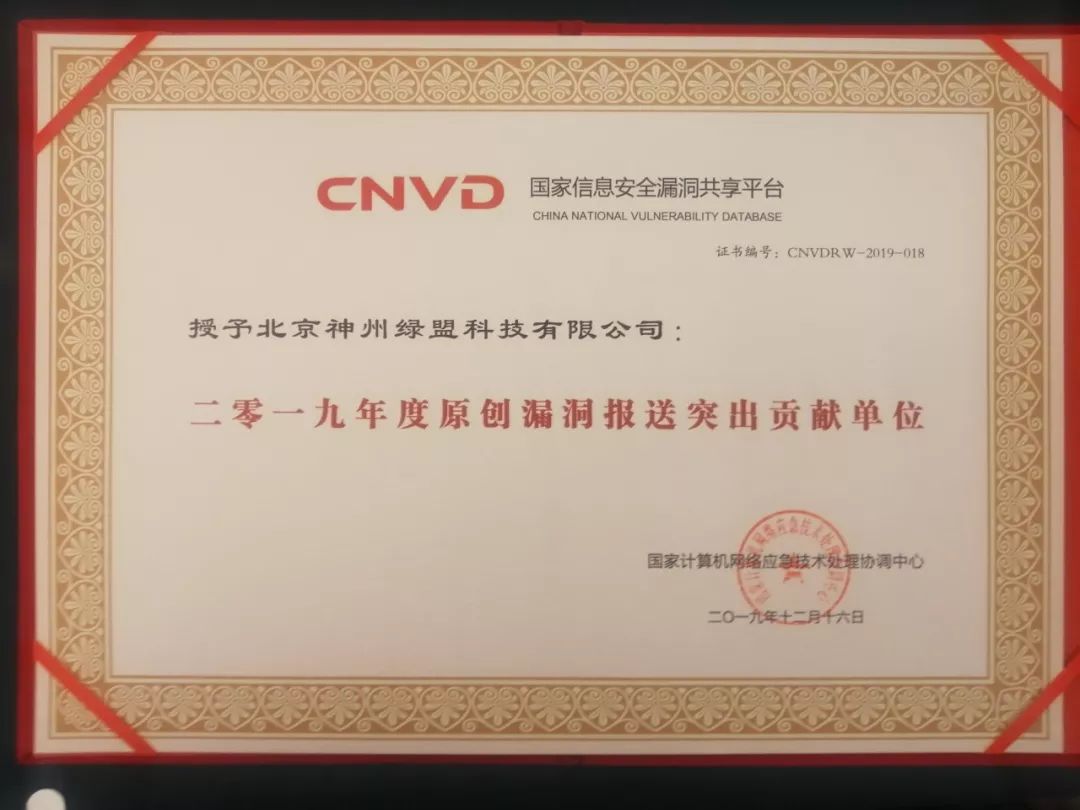 CNVD 国家信息安全漏洞共享平台
CHINA NATIONAL VULNERABILITY DATABASE
证书编号：CNVDRW-2019-018
授予北京神州绿盟科技有限公司：
二零一九年度原创漏洞报送突出贡献单位
国家计算机网络应急技术处理协调中心
二〇一九年十二月十六日